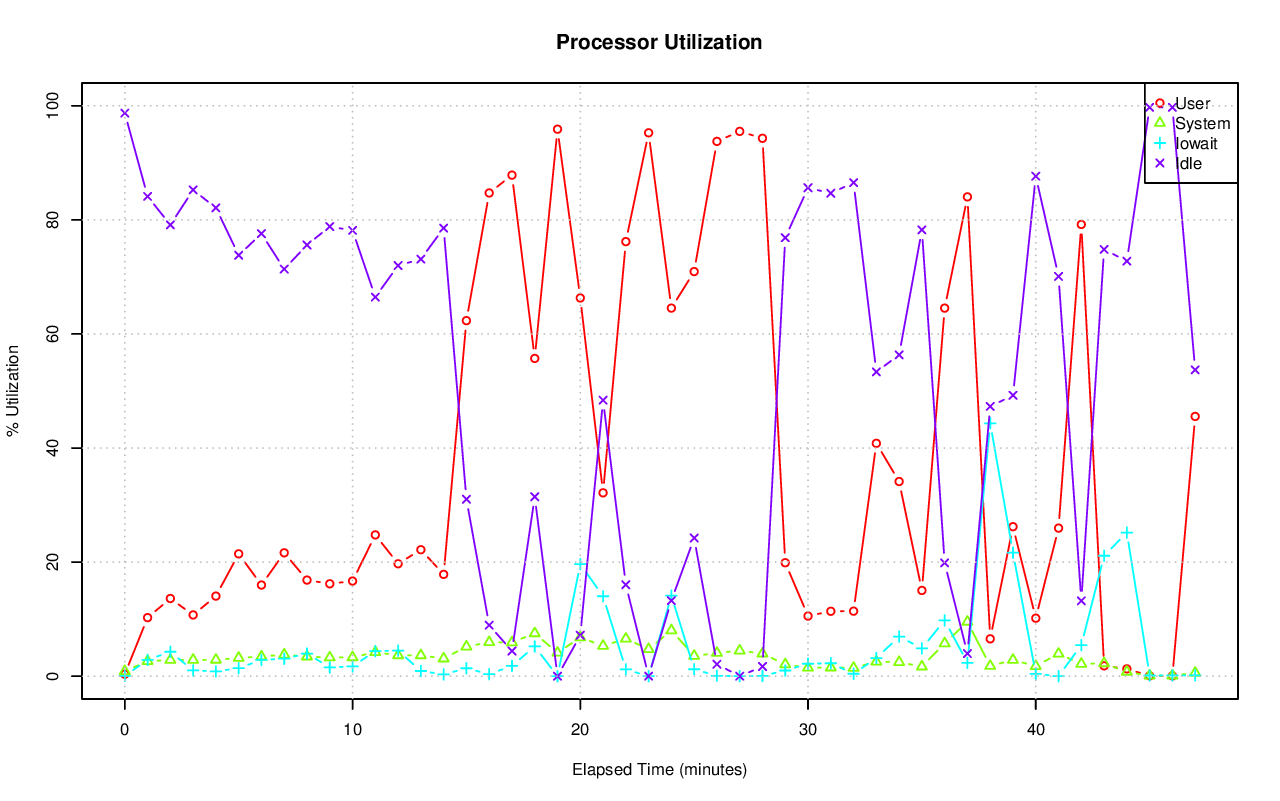 Processor Utilization
% Utilization
100
80
60
40
20
0
User
System
Iowait
Idle
0 10 20 30 40
Elapsed Time (minutes)